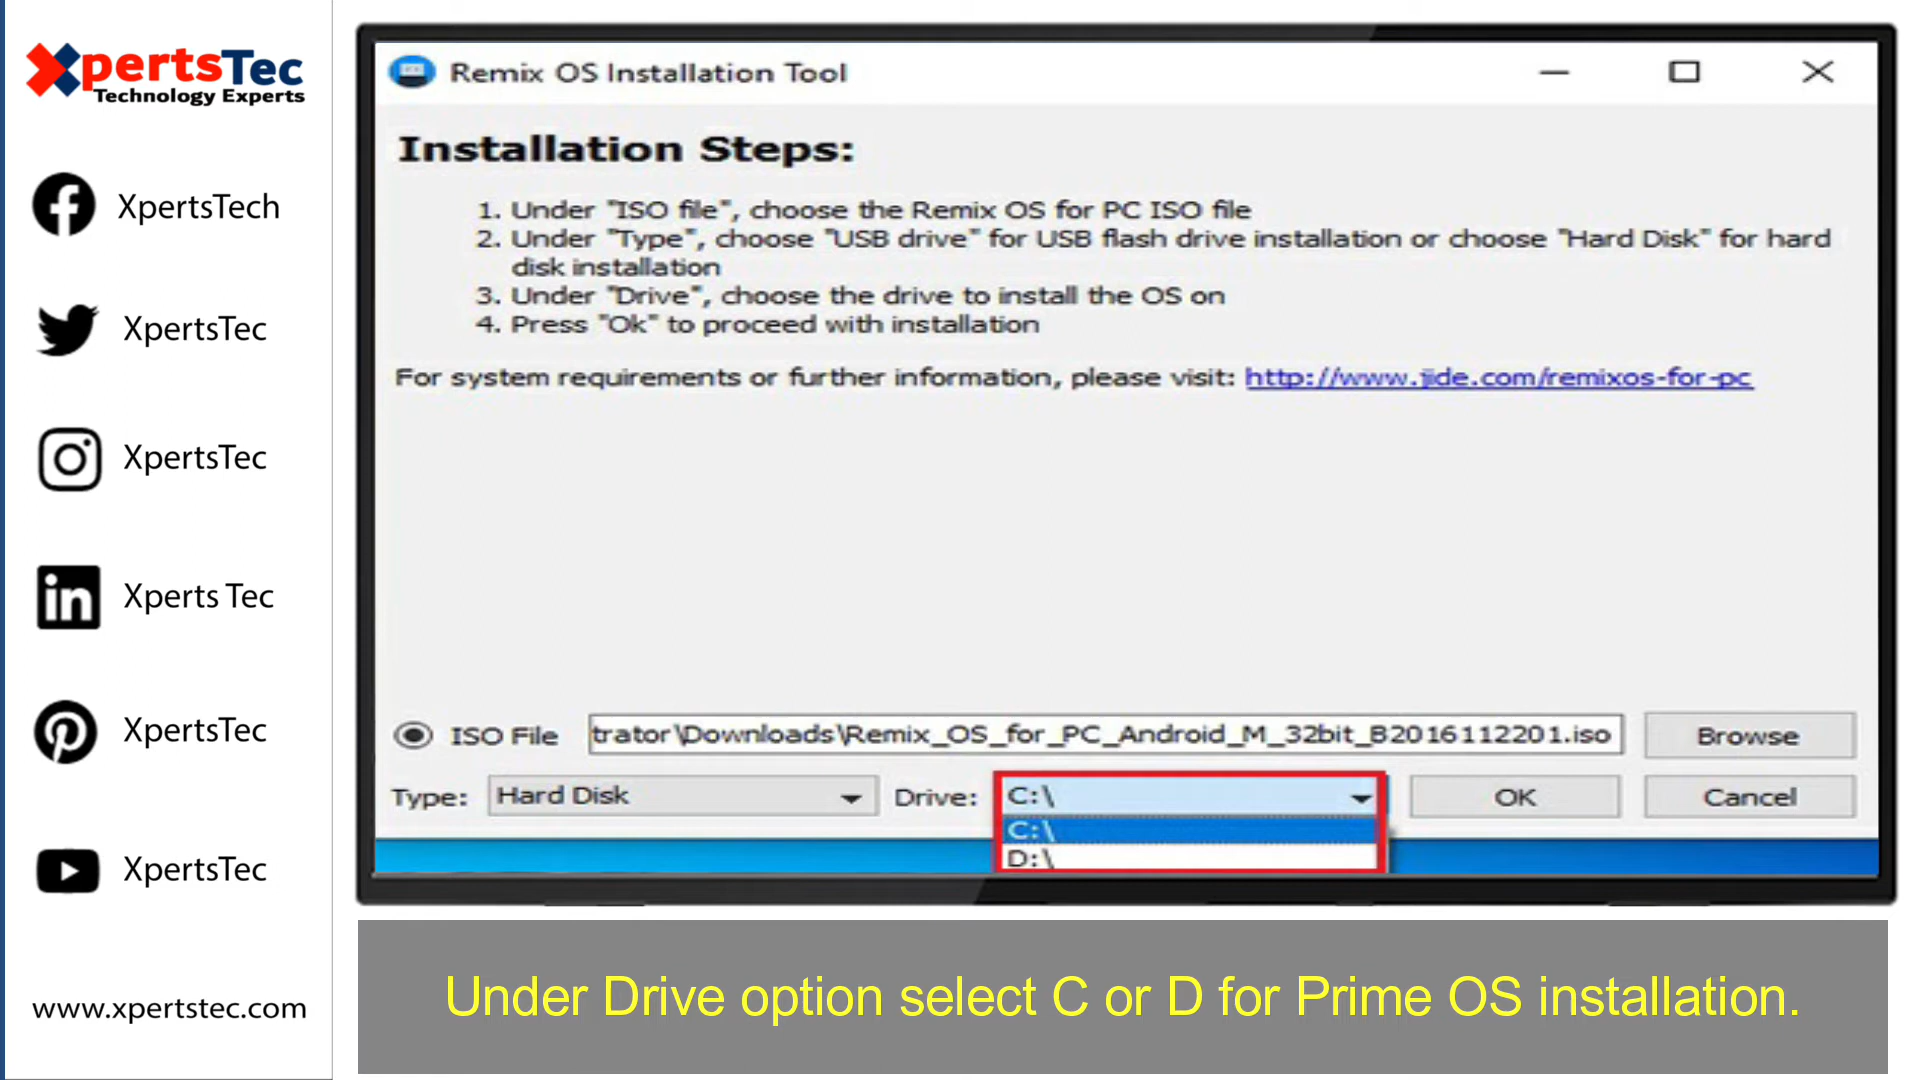 XpertsTec
Technology Experts
XpertsTech
XpertsTec
XpertsTec
Xperts Tec
XpertsTec
XpertsTec
www.xpertstec.com
Remix OS Installation Tool
Installation Steps:
1. Under "ISO file", choose the Remix OS for PC ISO file
2. Under "Type", choose "USB drive" for USB flash drive installation or choose "Hard Disk" for hard
disk installation
3. Under "Drive", choose the drive to install the OS on
4. Press "Ok" to proceed with installation
For system requirements or further information, please visit: http://www.jide.com/remixos-for-pc
ISO File trator\Downloads\Remix_OS_for_PC_Android_M_32bit_B2016112201.iso Browse
Type: Hard Disk Drive: C:\ OK Cancel
C:\
D:\
Under Drive option select C or D for Prime OS installation.